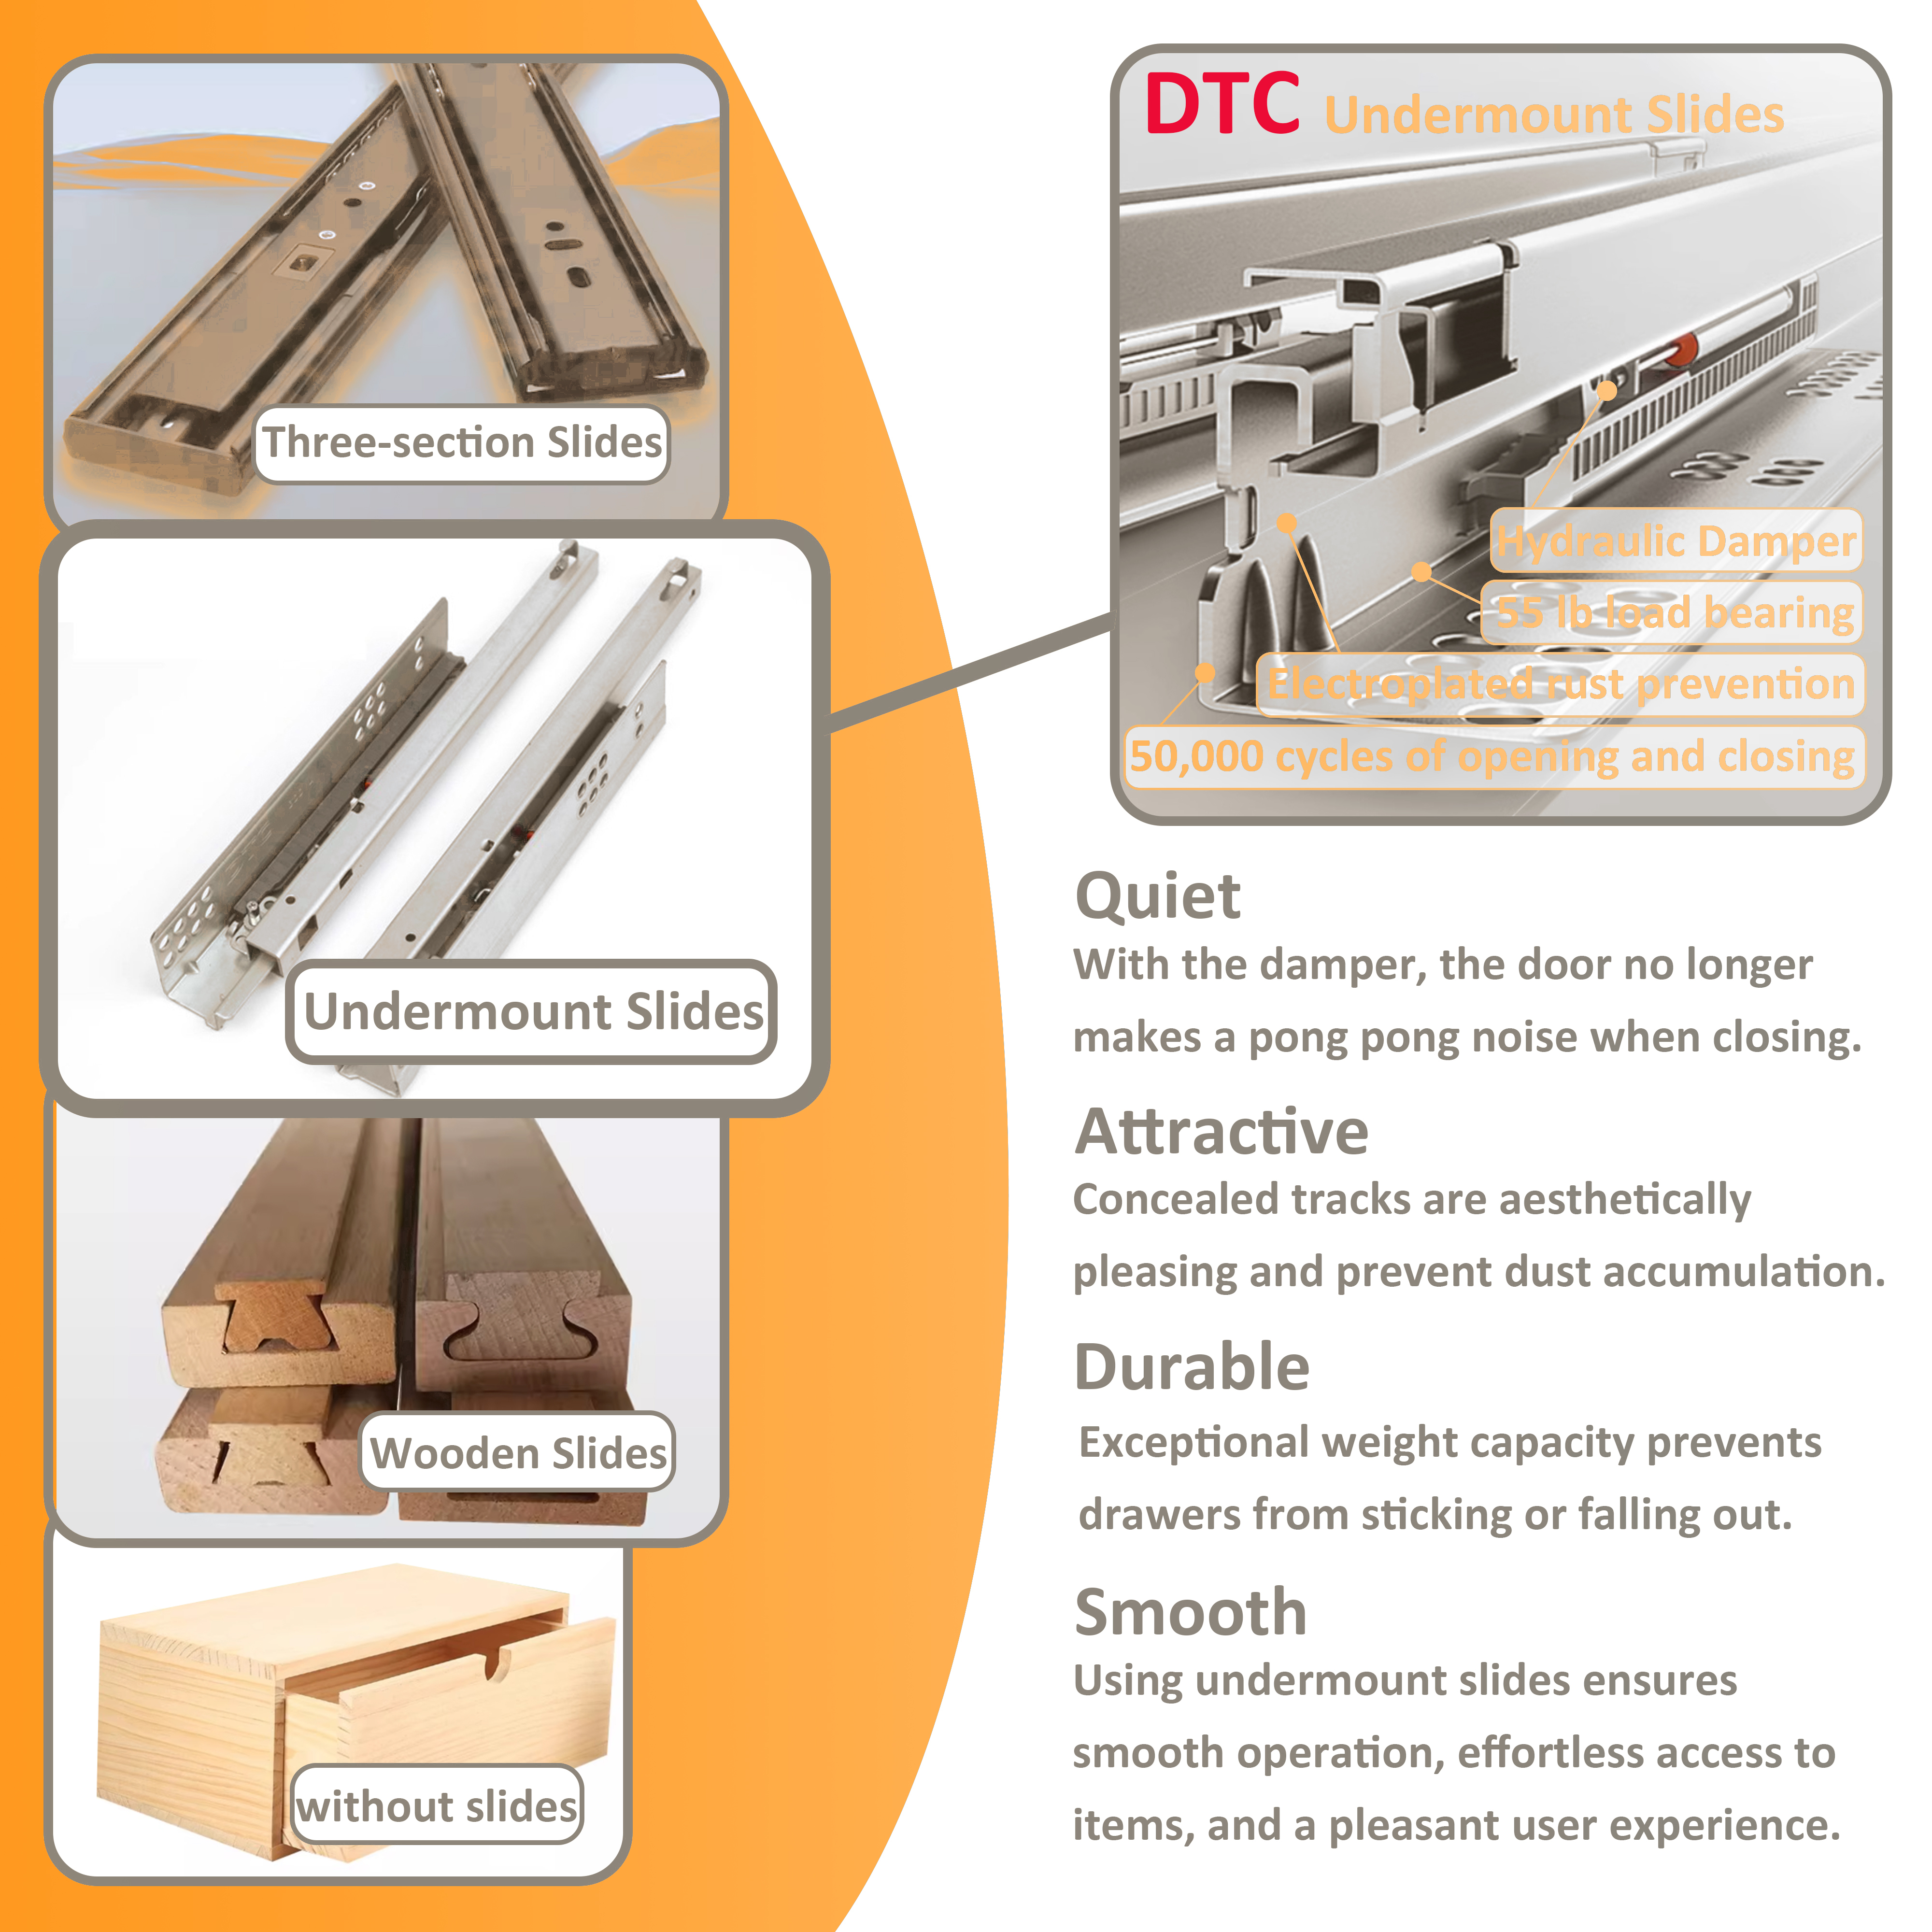 Three-section Slides
Undermount Slides
Wooden Slides
without slides
DTC Undermount Slides
Hydraulic Damper
55 lb load bearing
Electroplated rust prevention
50,000 cycles of opening and closing
Quiet
With the damper, the door no longer
makes a pong pong noise when closing.
Attractive
Concealed tracks are aesthetically
pleasing and prevent dust accumulation.
Durable
Exceptional weight capacity prevents
drawers from sticking or falling out.
Smooth
Using undermount slides ensures
smooth operation, effortless access to
items, and a pleasant user experience.